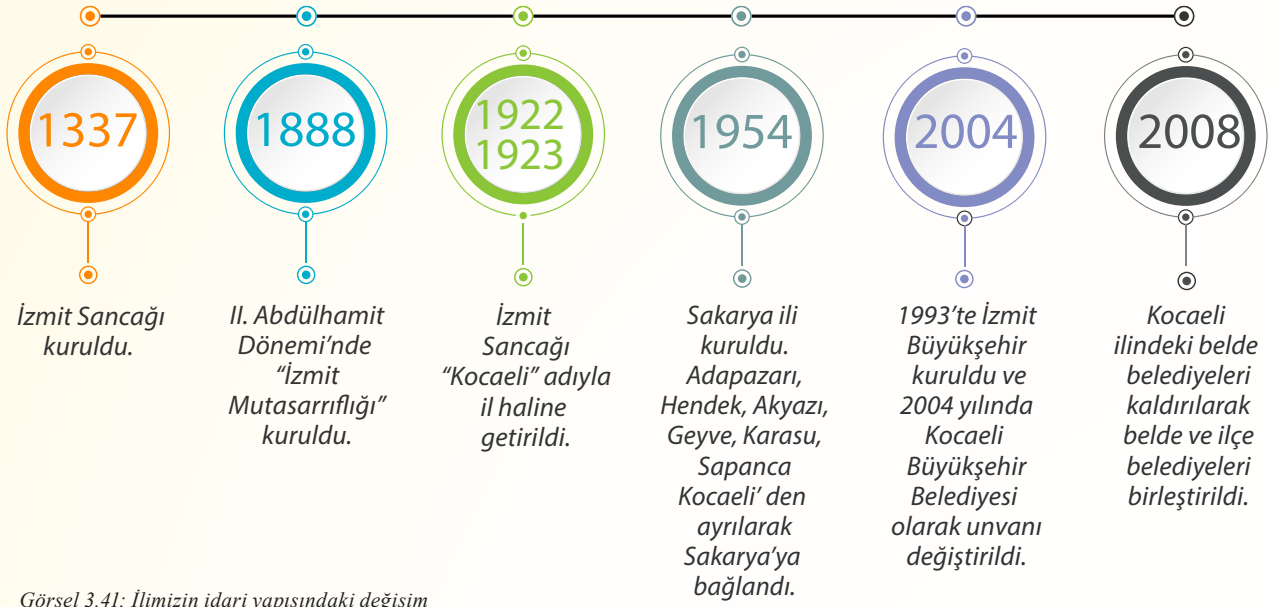 1337
İzmit Sancağı
kuruldu.
1888
II. Abdülhamit
Dönemi’nde
“İzmit
Mutasarrıflığı”
kuruldu.
1922
1923
İzmit
Sancağı
“Kocaeli” adıyla
il haline
getirildi.
1954
Sakarya ili
kuruldu.
Adapazarı,
Hendek, Akyazı,
Geyve, Karasu,
Sapanca
Kocaeli’ den
ayrılarak
Sakarya’ya
bağlandı.
2004
1993’te İzmit
Büyükşehir
kuruldu ve
2004 yılında
Kocaeli
Büyükşehir
Belediyesi
olarak unvanı
değiştirildi.
2008
Kocaeli
ilindeki belde
belediyeleri
kaldırılarak
belde ve ilçe
belediyeleri
birleştirildi.
Görsel 3.41: İlimizin idari yapısındaki değişim